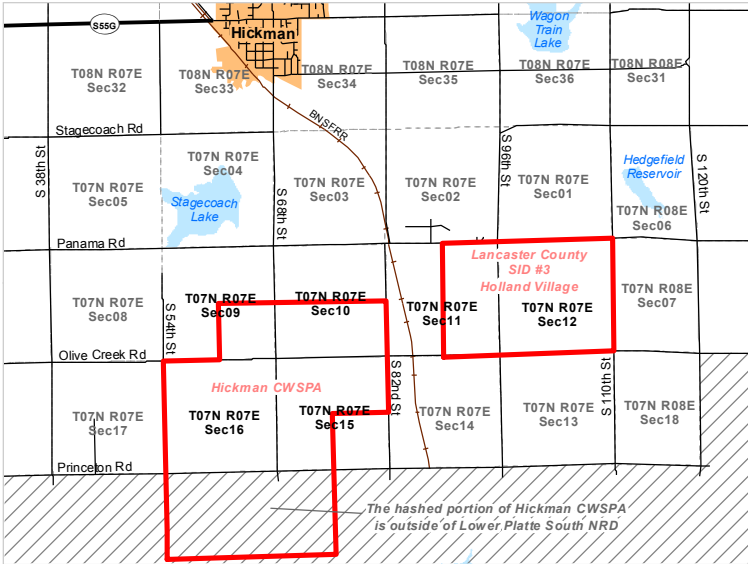 S55G
Hickman
Wagon
Train
Lake
T08N R07E
Sec32
T08N R07E
Sec33
T08N R07E
Sec34
T08N R07E
Sec35
T08N R07E
Sec36
T08N R08E
Sec31
BNSFRR
Stagecoach Rd
S 38th St
T07N R07E
Sec05
T07N R07E
Sec04
Stagecoach
Lake
S 68th St
T07N R07E
Sec03
T07N R07E
Sec02
S 96th St
T07N R07E
Sec01
Hedgefield
Reservoir
T07N R08E
Sec06
S 120th St
Panama Rd
Lancaster County
SID #3
Holland Village
T07N R07E
Sec08
S 54th St
T07N R07E
Sec09
T07N R07E
Sec10
T07N R07E
Sec11
T07N R07E
Sec12
T07N R08E
Sec07
Olive Creek Rd
Hickman CWSPA
S 82nd St
S 110th St
T07N R07E
Sec17
T07N R07E
Sec16
T07N R07E
Sec15
T07N R07E
Sec14
T07N R07E
Sec13
T07N R08E
Sec18
Princeton Rd
The hashed portion of Hickman CWSPA
is outside of Lower Platte South NRD